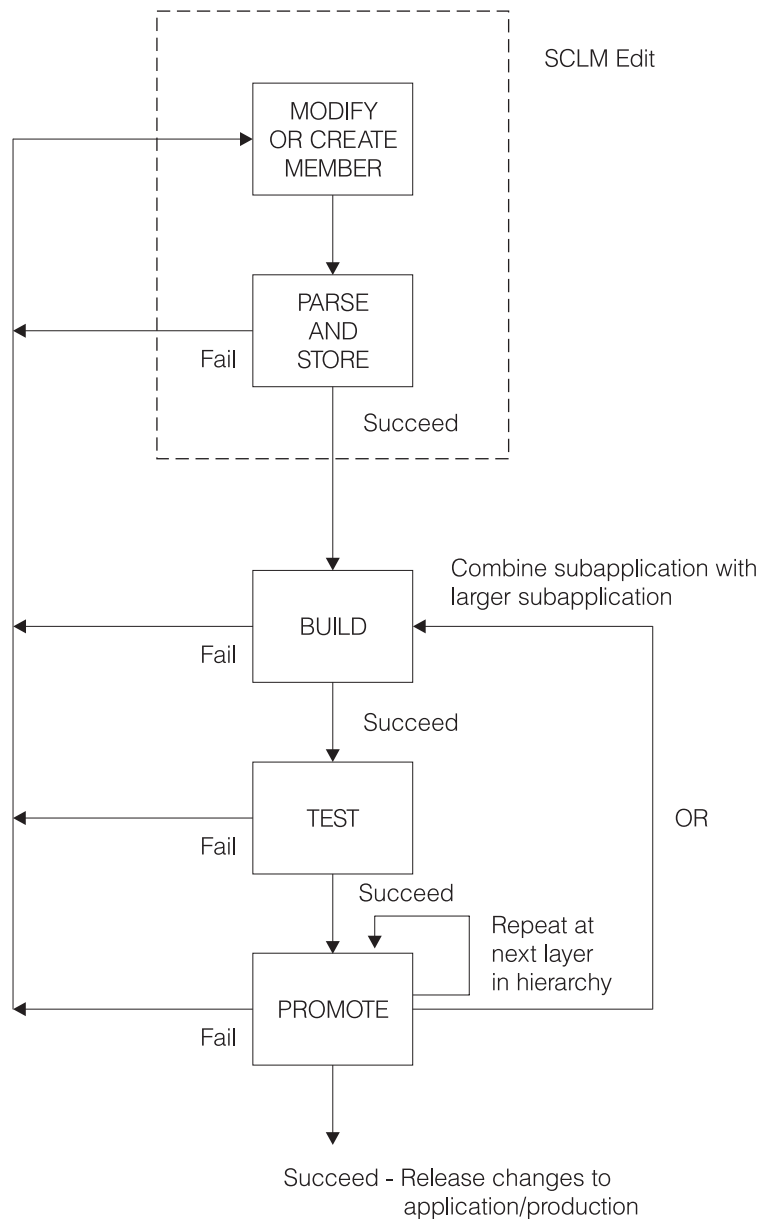 SCLM Edit
MODIFY
OR CREATE
MEMBER
PARSE
AND
STORE
Fail
Succeed
Combine subapplication with
larger subapplication
BUILD
Fail
Succeed
TEST
OR
Fail
Succeed
Repeat at
next layer
in hierarchy
PROMOTE
Fail
Succeed - Release changes to
application/production